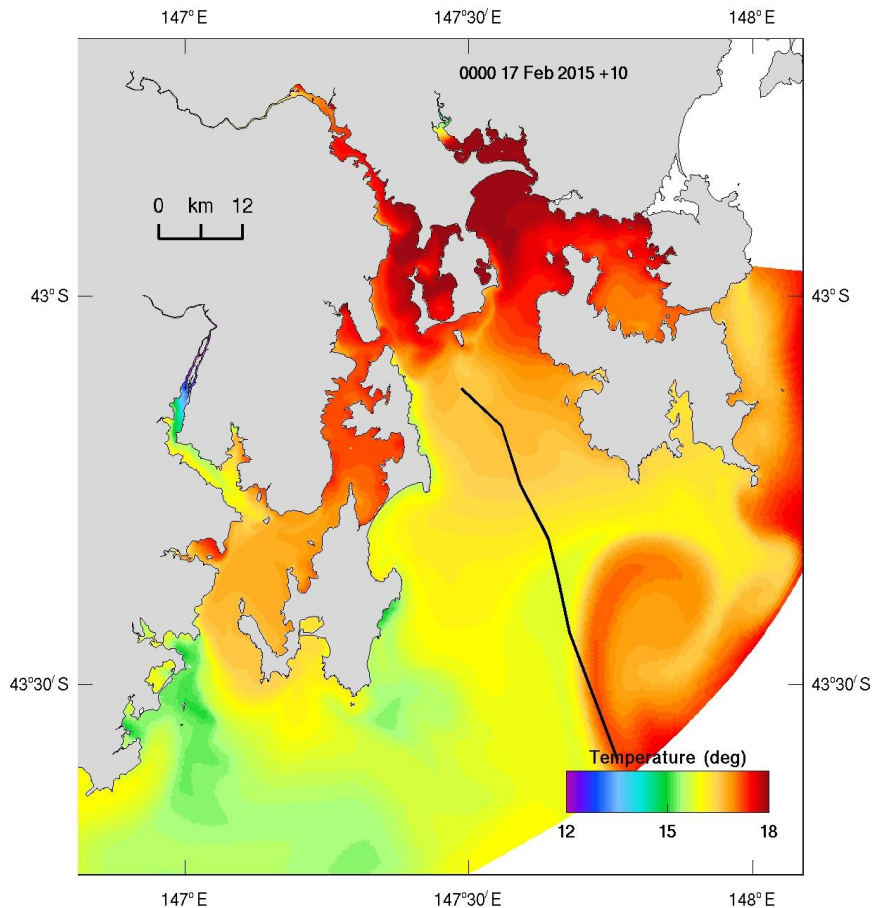 147° E
147° 30′ E
148° E
0000 17 Feb 2015 +10
0 km 12
43° S
43° S
43° 30′ S
43° 30′ S
Temperature (deg)
12 15 18
147° E
147° 30′ E
148° E